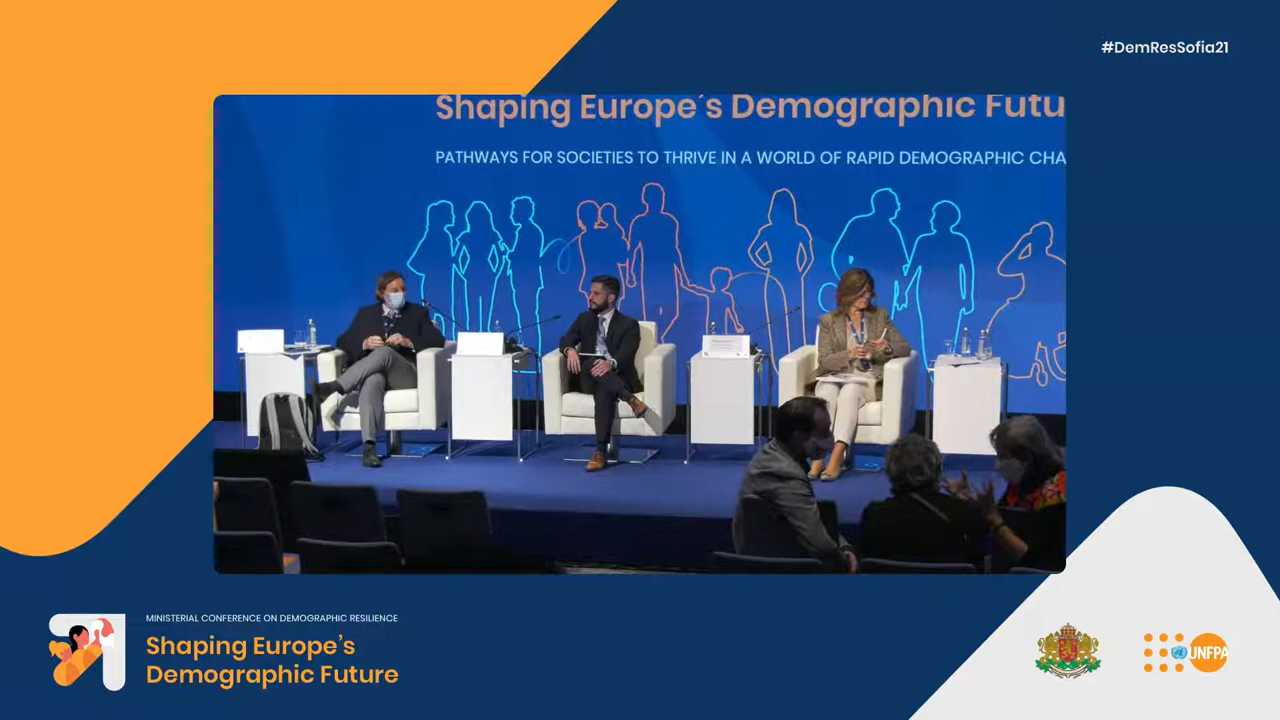 #DemResSofia21
Shaping Europe's Demographic Futu
PATHWAYS FOR SOCIETIES TO THRIVE IN A WORLD OF RAPID DEMOGRAPHIC CHA
MINISTERIAL CONFERENCE ON DEMOGRAPHIC RESILIENCE
Shaping Europe's
Demographic Future
UNFPA